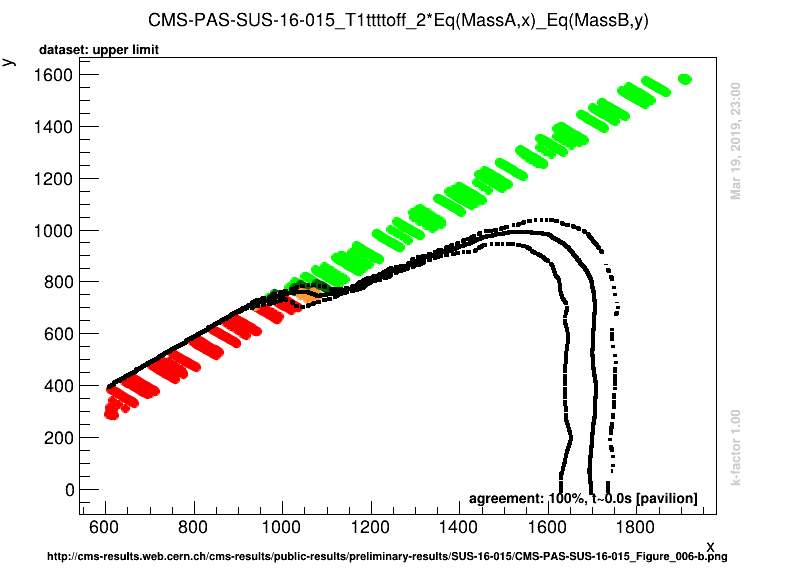 CMS-PAS-SUS-16-015_T1ttttoff_2*Eq(MassA,x)_Eq(MassB,y)
dataset: upper limit
y
1600
1400
1200
1000
800
600
400
200
0
600 800 1000 1200 1400 1600 1800
x
agreement: 100%, t~0.0s [pavilion]
http://cms-results.web.cern.ch/cms-results/public-results/preliminary-results/SUS-16-015/CMS-PAS-SUS-16-015_Figure_006-b.png
Mar 19, 2019, 23:00
k-factor 1.00